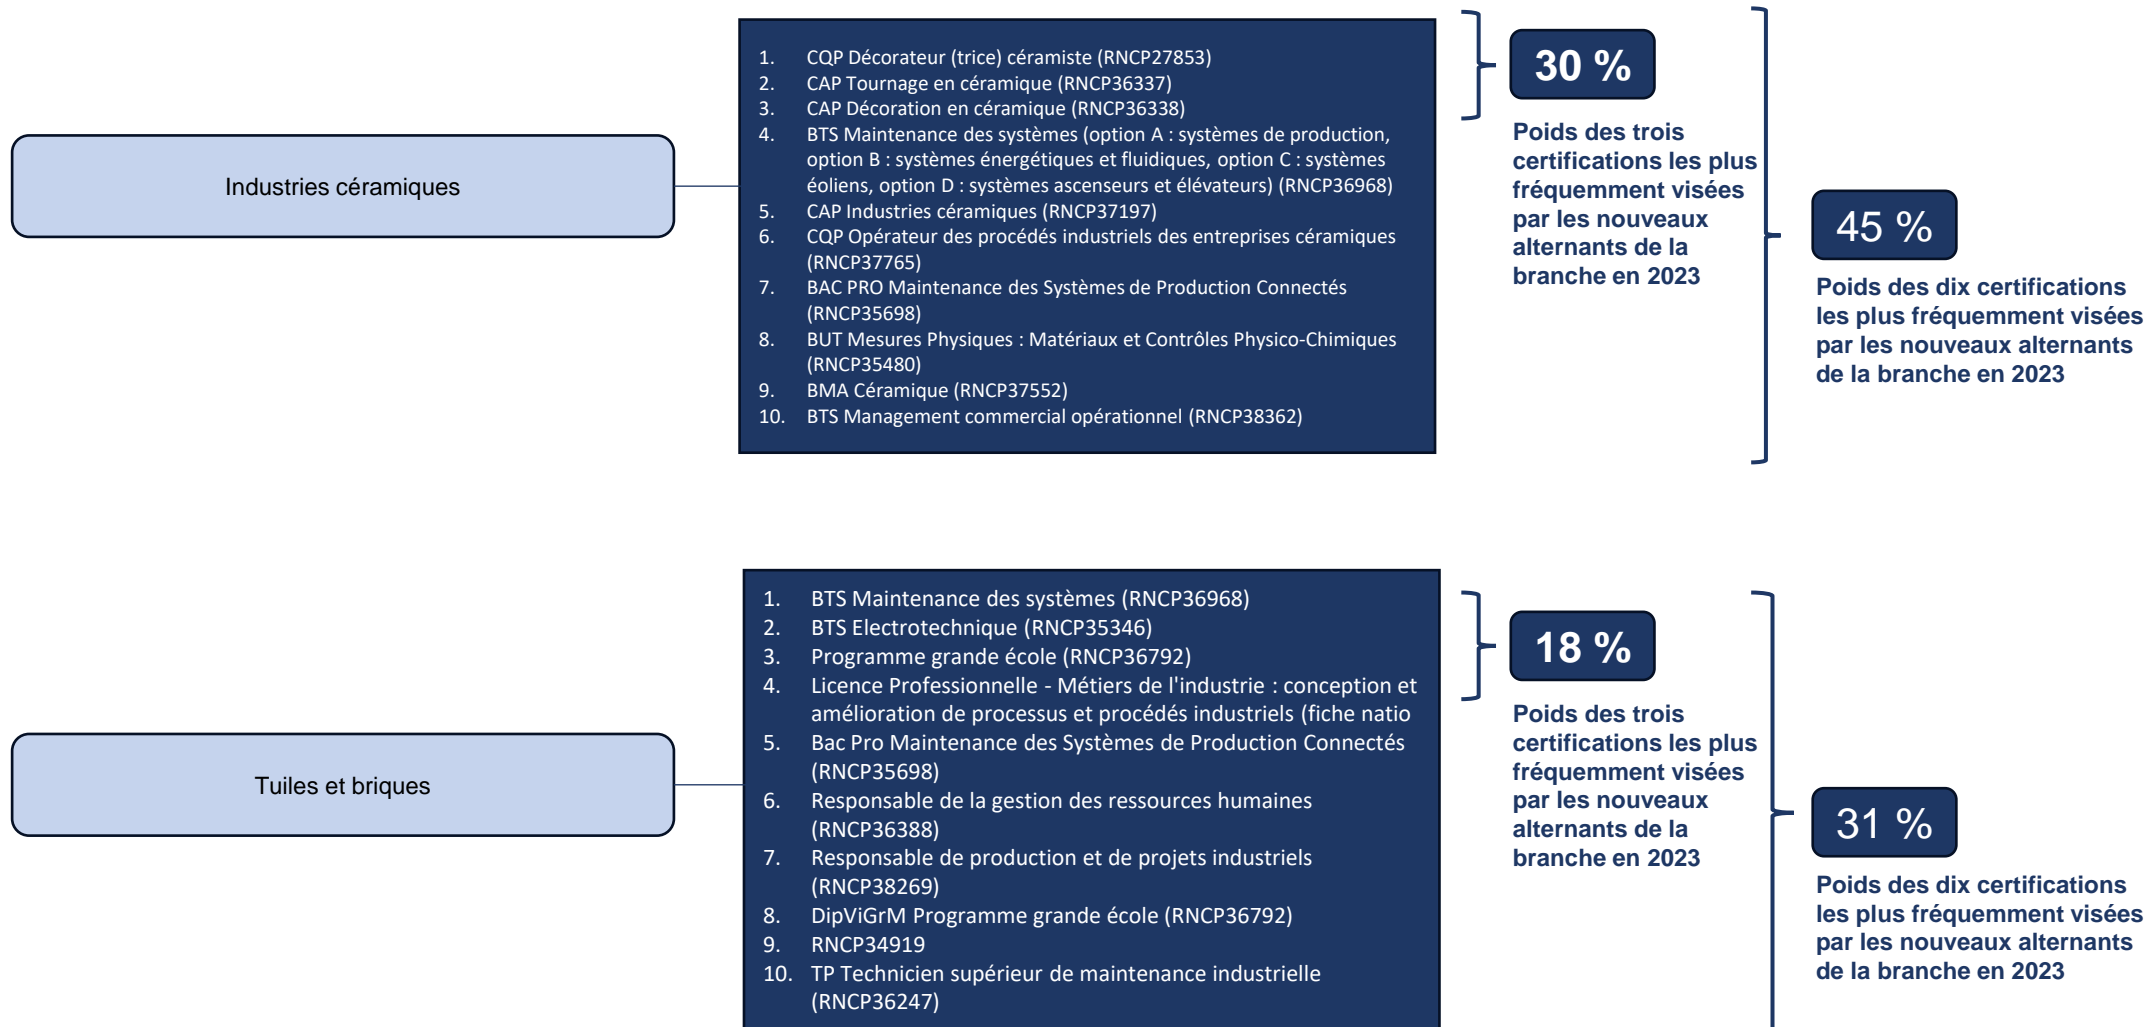 Industries céramiques
1. CQP Décorateur (trice) céramiste (RNCP27853)
2. CAP Tournage en céramique (RNCP36337)
3. CAP Décoration en céramique (RNCP36338)
4. BTS Maintenance des systèmes (option A : systèmes de production,
option B : systèmes énergétiques et fluidiques, option C : systèmes
éoliens, option D : systèmes ascenseurs et élévateurs) (RNCP36968)
5. CAP Industries céramiques (RNCP37197)
6. CQP Opérateur des procédés industriels des entreprises céramiques
(RNCP37765)
7. BAC PRO Maintenance des Systèmes de Production Connectés
(RNCP35698)
8. BUT Mesures Physiques : Matériaux et Contrôles Physico-Chimiques
(RNCP35480)
9. BMA Céramique (RNCP37552)
10. BTS Management commercial opérationnel (RNCP38362)
30 %
Poids des trois
certifications les plus
fréquemment visées
par les nouveaux
alternants de la
branche en 2023
45 %
Poids des dix certifications
les plus fréquemment visées
par les nouveaux alternants
de la branche en 2023
Tuiles et briques
1. BTS Maintenance des systèmes (RNCP36968)
2. BTS Electrotechnique (RNCP35346)
3. Programme grande école (RNCP36792)
4. Licence Professionnelle - Métiers de l'industrie : conception et
amélioration de processus et procédés industriels (fiche natio
5. Bac Pro Maintenance des Systèmes de Production Connectés
(RNCP35698)
6. Responsable de la gestion des ressources humaines
(RNCP36388)
7. Responsable de production et de projets industriels
(RNCP38269)
8. DipViGrM Programme grande école (RNCP36792)
9. RNCP34919
10. TP Technicien supérieur de maintenance industrielle
(RNCP36247)
18 %
Poids des trois
certifications les plus
fréquemment visées
par les nouveaux
alternants de la
branche en 2023
31 %
Poids des dix certifications
les plus fréquemment visées
par les nouveaux alternants
de la branche en 2023